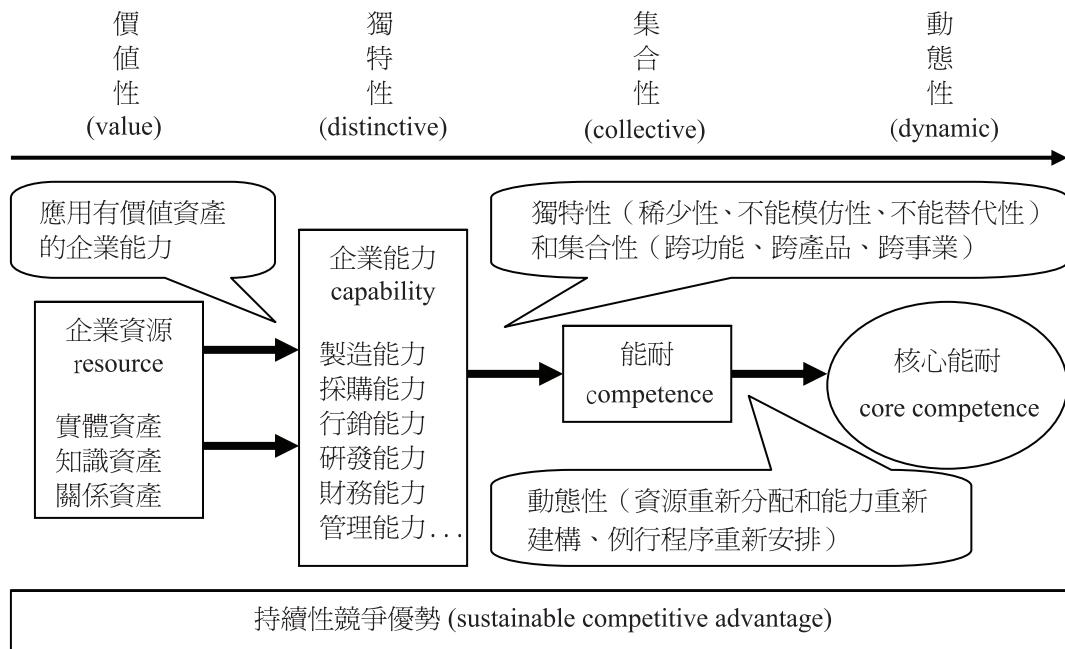 價值性
(value)
獨特性
(distinctive)
集合性
(collective)
動態性
(dynamic)
應用有價值資產
的企業能力
獨特性（稀少性、不能模仿性、不能替代性）
和集合性（跨功能、跨產品、跨事業）
企業資源
resource
實體資產
知識資產
關係資產
企業能力
capability
製造能力
採購能力
行銷能力
研發能力
財務能力
管理能力...
能耐
competence
核心能耐
core competence
動態性（資源重新分配和能力重新
建構、例行程序重新安排）
持續性競爭優勢 (sustainable competitive advantage)